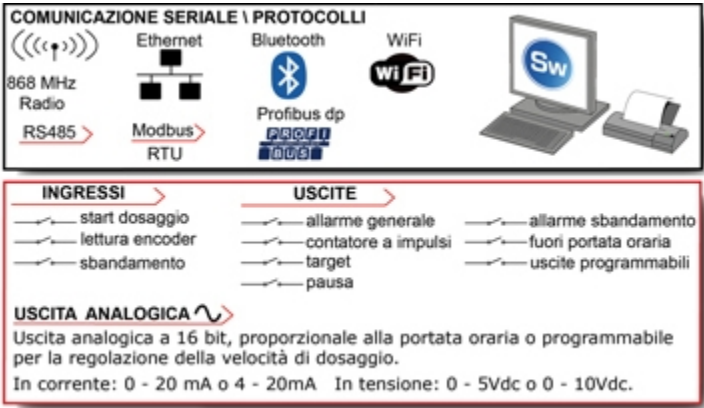 COMUNICAZIONE SERIALE \ PROTOCOLLI
Ethernet
Bluetooth
WiFi
868 MHz
Radio
Wi Fi
Sw
RS485
Modbus
RTU
Profibus dp
PROFI
BUS
INGRESSI
start dosaggio
lettura encoder
sbandamento
USCITE
allarme generale
contatore a impulsi
target
pausa
allarme sbandamento
fuori portata oraria
uscite programmabili
USCITA ANALOGICA
Uscita analogica a 16 bit, proporzionale alla portata oraria o programmabile
per la regolazione della velocità di dosaggio.
In corrente: 0 - 20 mA o 4 - 20mA In tensione: 0 - 5Vdc o 0 - 10Vdc.